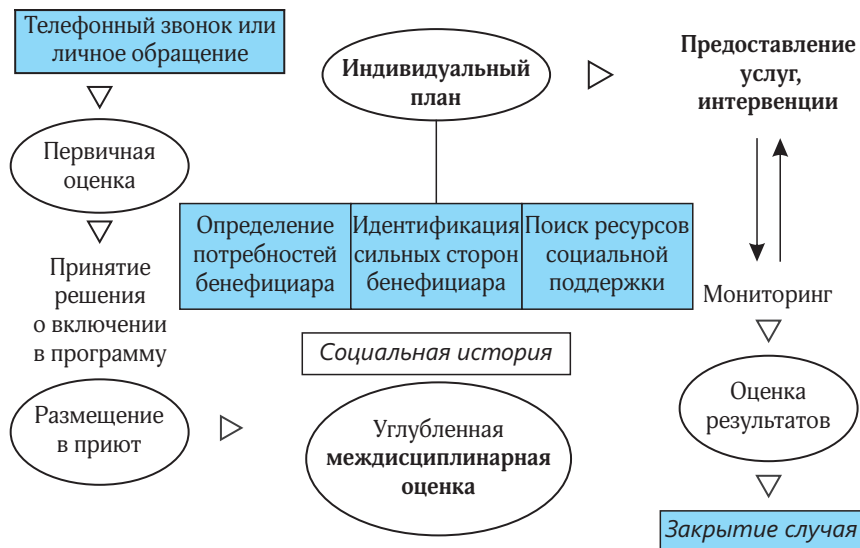 Телефонный звонок или
личное обращение
Первичная
оценка
Принятие
решения
о включении
в программу
Размещение
в приют
Индивидуальный
план
Определение
потребностей
бенефициара
Идентификация
сильных сторон
бенефициара
Поиск ресурсов
социальной
поддержки
Социальная история
Углубленная
междисциплинарная
оценка
Предоставление
услуг,
интервенции
Мониторинг
Оценка
результатов
Закрытие случая